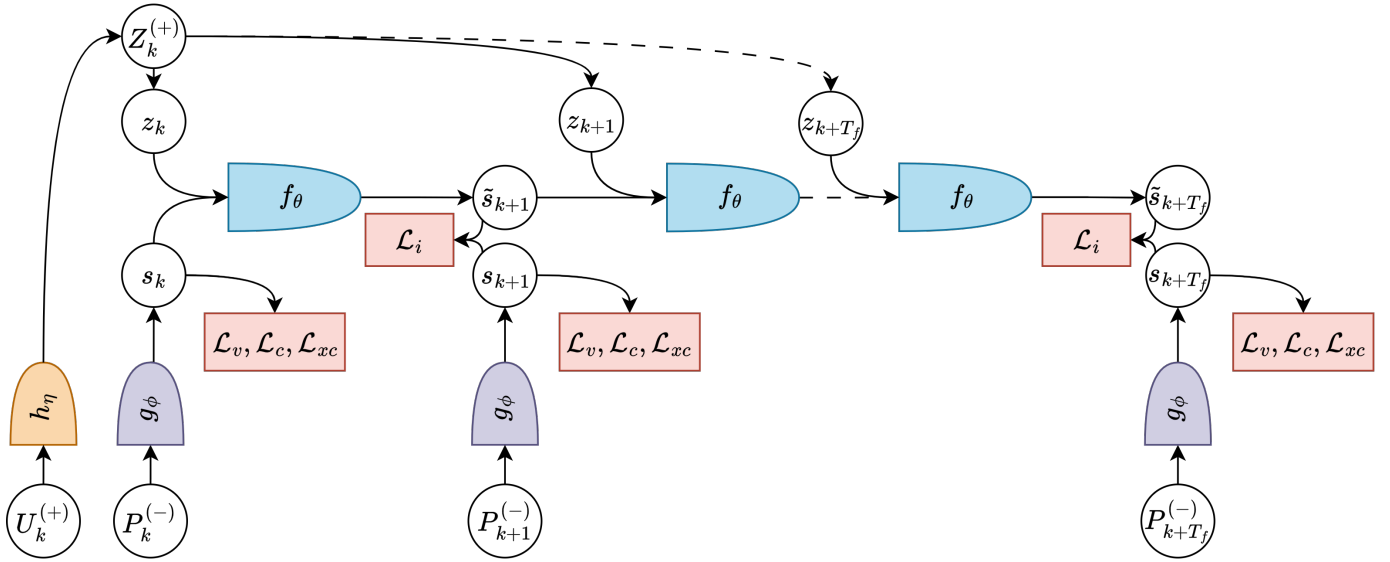 Z_k^{(+)}
z_k
z_{k+1}
z_{k+T_f}
f_θ
s̃_{k+1}
f_θ
f_θ
s̃_{k+T_f}
ℒ_i
ℒ_i
s_k
s_{k+1}
s_{k+T_f}
ℒ_v, ℒ_c, ℒ_{xc}
ℒ_v, ℒ_c, ℒ_{xc}
ℒ_v, ℒ_c, ℒ_{xc}
h_η
g_ϕ
g_ϕ
g_ϕ
U_k^{(+)}
P_k^{(-)}
P_{k+1}^{(-)}
P_{k+T_f}^{(-)}